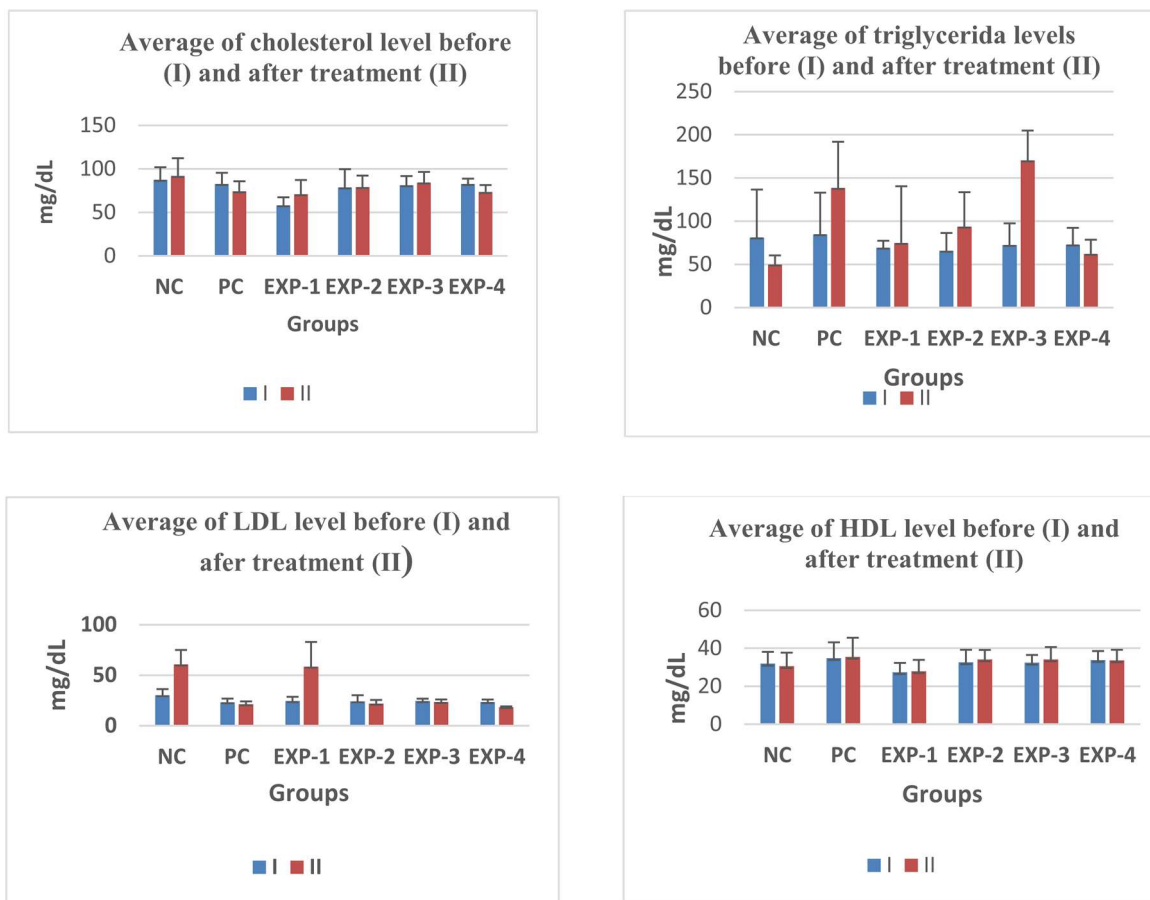 Average of cholesterol level before
(I) and after treatment (II)
150
100
50
0
mg/dL
NC PC EXP-1 EXP-2 EXP-3 EXP-4
Groups
I II
Average of triglycerida levels
before (I) and after treatment (II)
250
200
150
100
50
0
mg/dL
NC PC EXP-1 EXP-2 EXP-3 EXP-4
Groups
I II
Average of LDL level before (I) and
afer treatment (II)
100
50
0
mg/dL
NC PC EXP-1 EXP-2 EXP-3 EXP-4
Groups
I II
Average of HDL level before (I) and
after treatment (II)
60
40
20
0
mg/dL
NC PC EXP-1 EXP-2 EXP-3 EXP-4
Groups
I II